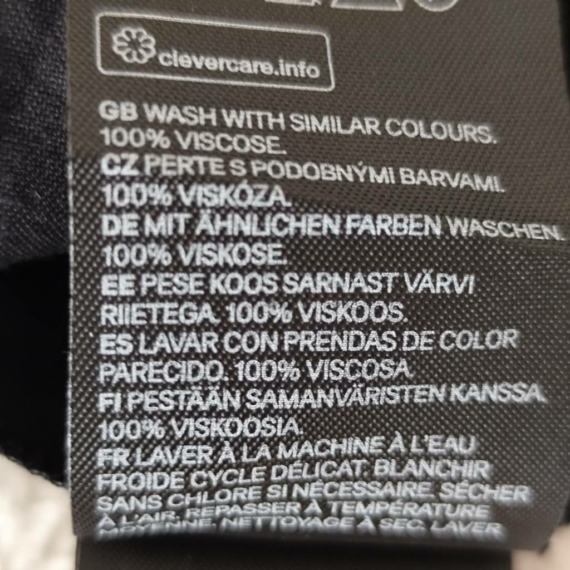 clevercare.info
GB WASH WITH SIMILAR COLOURS.
100% VISCOSE.
CZ PERTE S PODOBNÝMI BARVAMI.
100% VISKÓZA.
DE MIT ÄHNLICHEN FARBEN WASCHEN.
100% VISKOSE.
EE PESE KOOS SARNAST VÄRVI
RIIETEGA. 100% VISKOOS.
ES LAVAR CON PRENDAS DE COLOR
PARECIDO. 100% VISCOSA.
FI PESTÄÄN SAMANVÄRISTEN KANSSA.
100% VISKOOSIA.
FR LAVER À LA MACHINE À L'EAU
FROIDE CYCLE DÉLICAT. BLANCHIR
SANS CHLORE SI NÉCESSAIRE. SÉCHER
À L'AIR. REPASSER À TEMPÉRATURE
MOYENNE. NETTOYAGE À SEC. LAVER